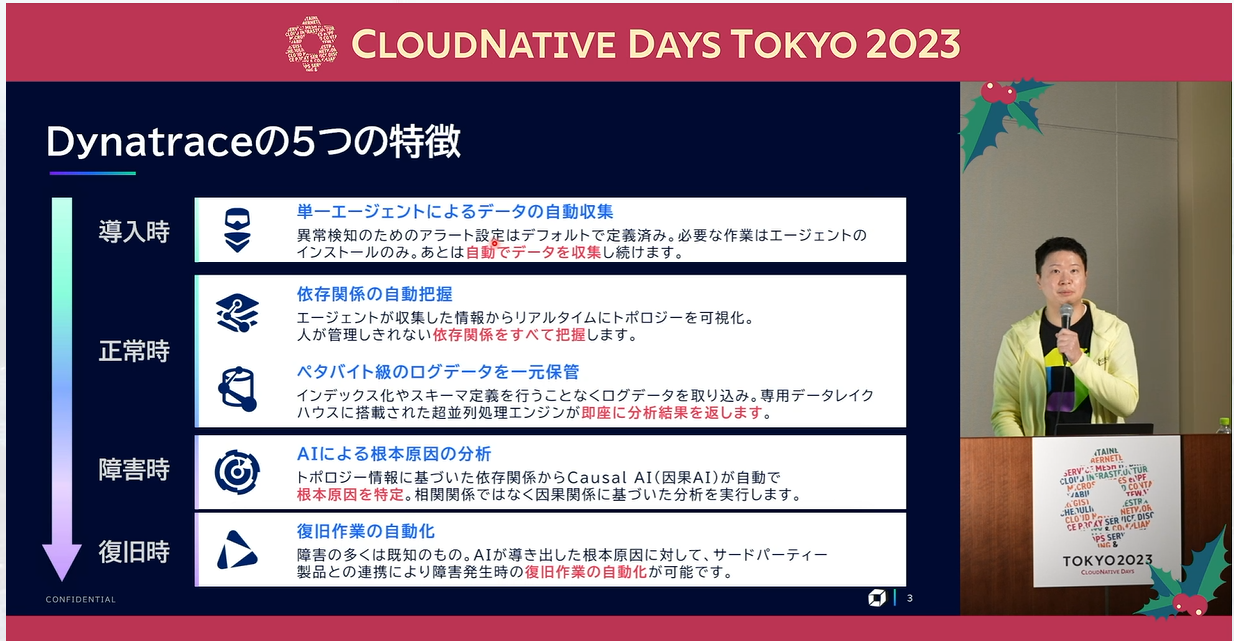 CLOUDNATIVE DAYS TOKYO 2023
Dynatraceの5つの特徴
導入時
単一エージェントによるデータの自動収集
異常検知のためのアラート設定はデフォルトで定義済み。必要な作業はエージェントの
インストールのみ。あとは自動でデータを収集し続けます。
正常時
依存関係の自動把握
エージェントが収集した情報からリアルタイムにトポロジーを可視化。
人が管理しきれない依存関係をすべて把握します。
ペタバイト級のログデータを一元保管
インデックス化やスキーマ定義を行うことなくログデータを取り込み。専用データレイク
ハウスに搭載された超並列処理エンジンが即座に分析結果を返します。
障害時
AIによる根本原因の分析
トポロジー情報に基づいた依存関係からCausal AI(因果AI)が自動で
根本原因を特定。相関関係ではなく因果関係に基づいた分析を実行します。
復旧時
復旧作業の自動化
障害の多くは既知のもの。AIが導き出した根本原因に対して、サードパーティー
製品との連携により障害発生時の復旧作業の自動化が可能です。
CONFIDENTIAL
3
TOKYO2023
CLOUDNATIVE DAYS